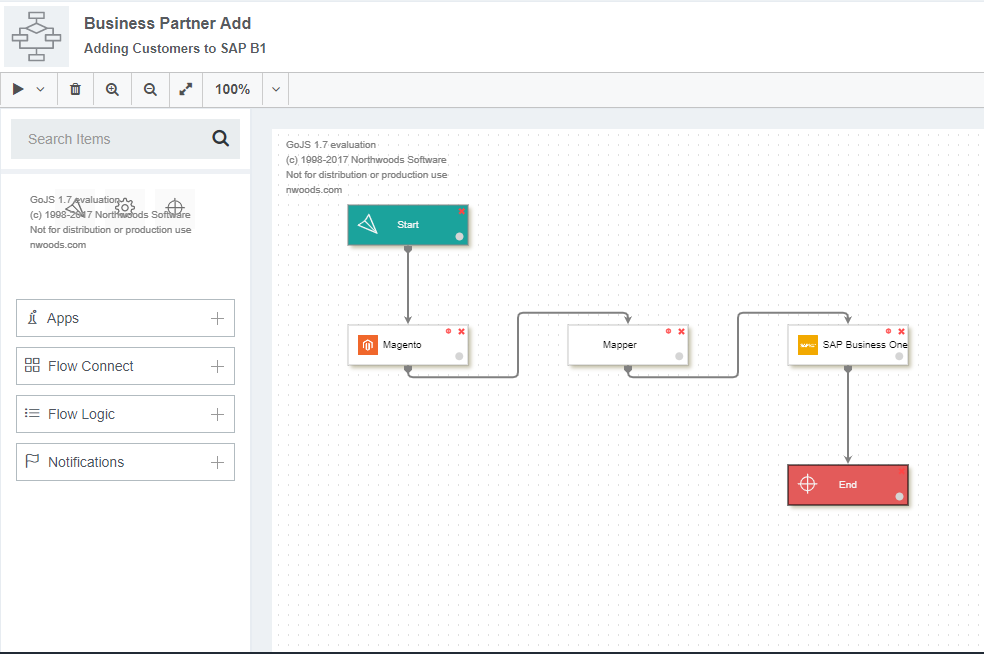 Business Partner Add
Adding Customers to SAP B1
100%
Search Items
GoJS 1.7 evaluation
(c) 1998-2017 Northwoods Software
Not for distribution or production use
nwoods.com
Apps
Flow Connect
Flow Logic
Notifications
GoJS 1.7 evaluation
(c) 1998-2017 Northwoods Software
Not for distribution or production use
nwoods.com
Start
Magento
Mapper
SAP Business One
End